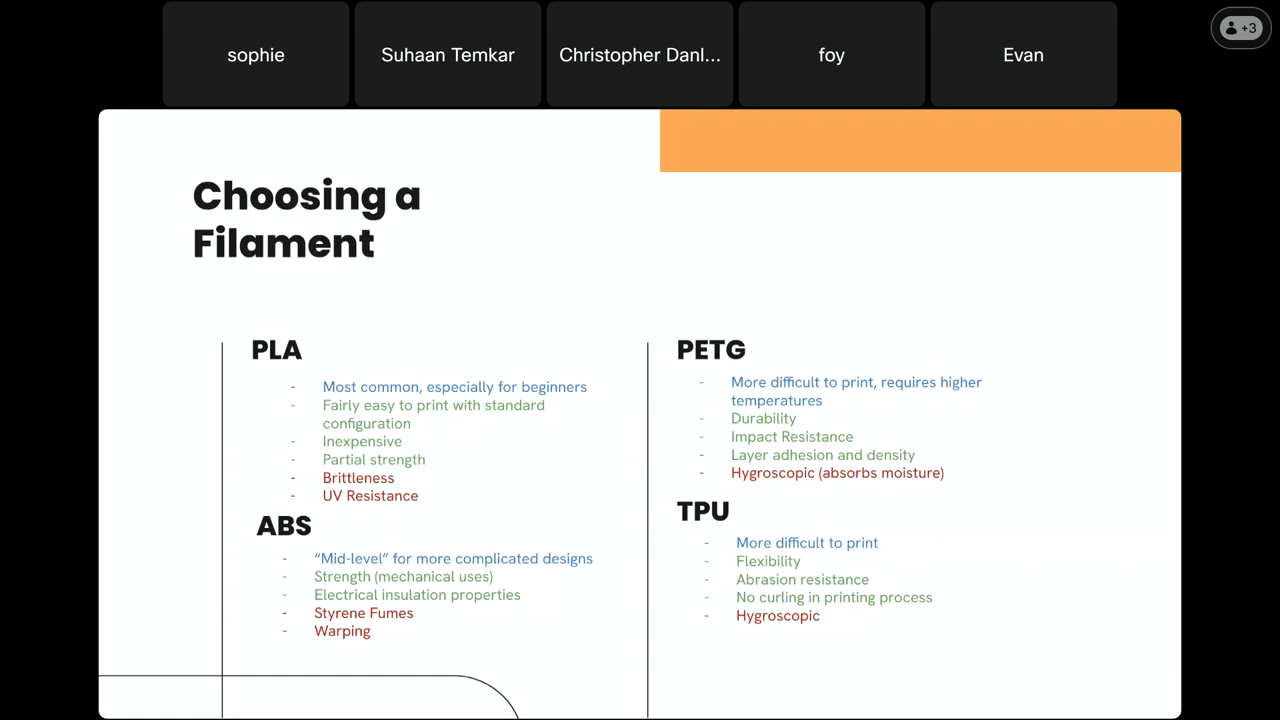 sophie
Suhaan Temkar
Christopher Danl...
foy
Evan
+3
Choosing a
Filament
PLA
- Most common, especially for beginners
- Fairly easy to print with standard
configuration
- Inexpensive
- Partial strength
- Brittleness
- UV Resistance
ABS
- “Mid-level” for more complicated designs
- Strength (mechanical uses)
- Electrical insulation properties
- Styrene Fumes
- Warping
PETG
- More difficult to print, requires higher
temperatures
- Durability
- Impact Resistance
- Layer adhesion and density
- Hygroscopic (absorbs moisture)
TPU
- More difficult to print
- Flexibility
- Abrasion resistance
- No curling in printing process
- Hygroscopic